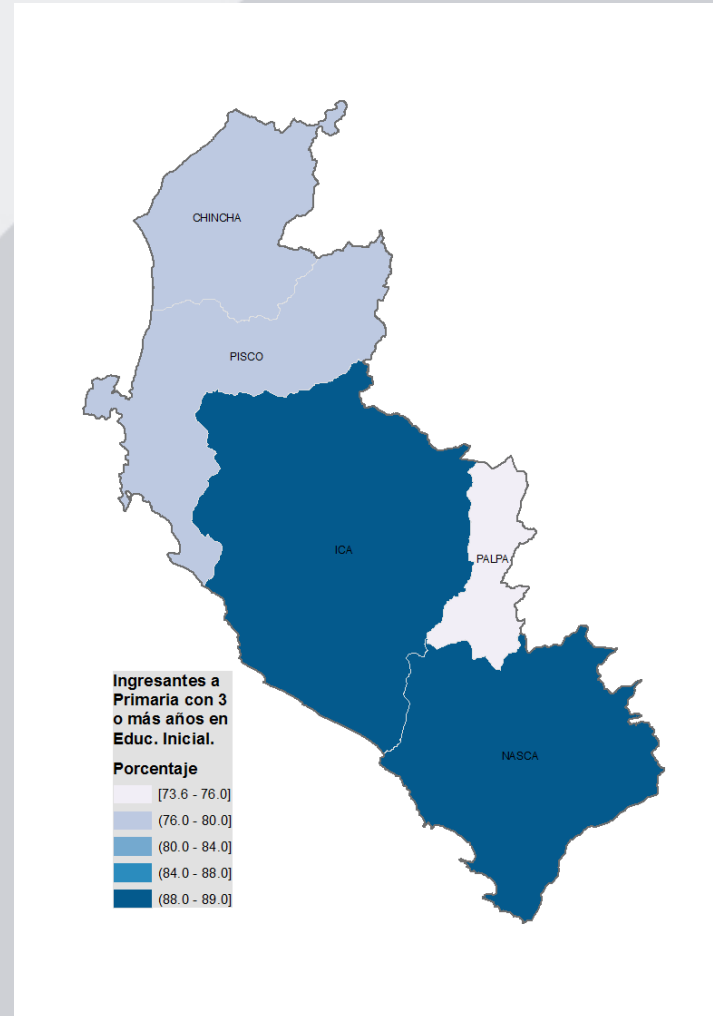 CHINCHA
PISCO
ICA
PALPA
NASCA
Ingresantes a
Primaria con 3
o más años en
Educ. Inicial.
Porcentaje
[73.6 - 76.0]
(76.0 - 80.0]
(80.0 - 84.0]
(84.0 - 88.0]
(88.0 - 89.0]